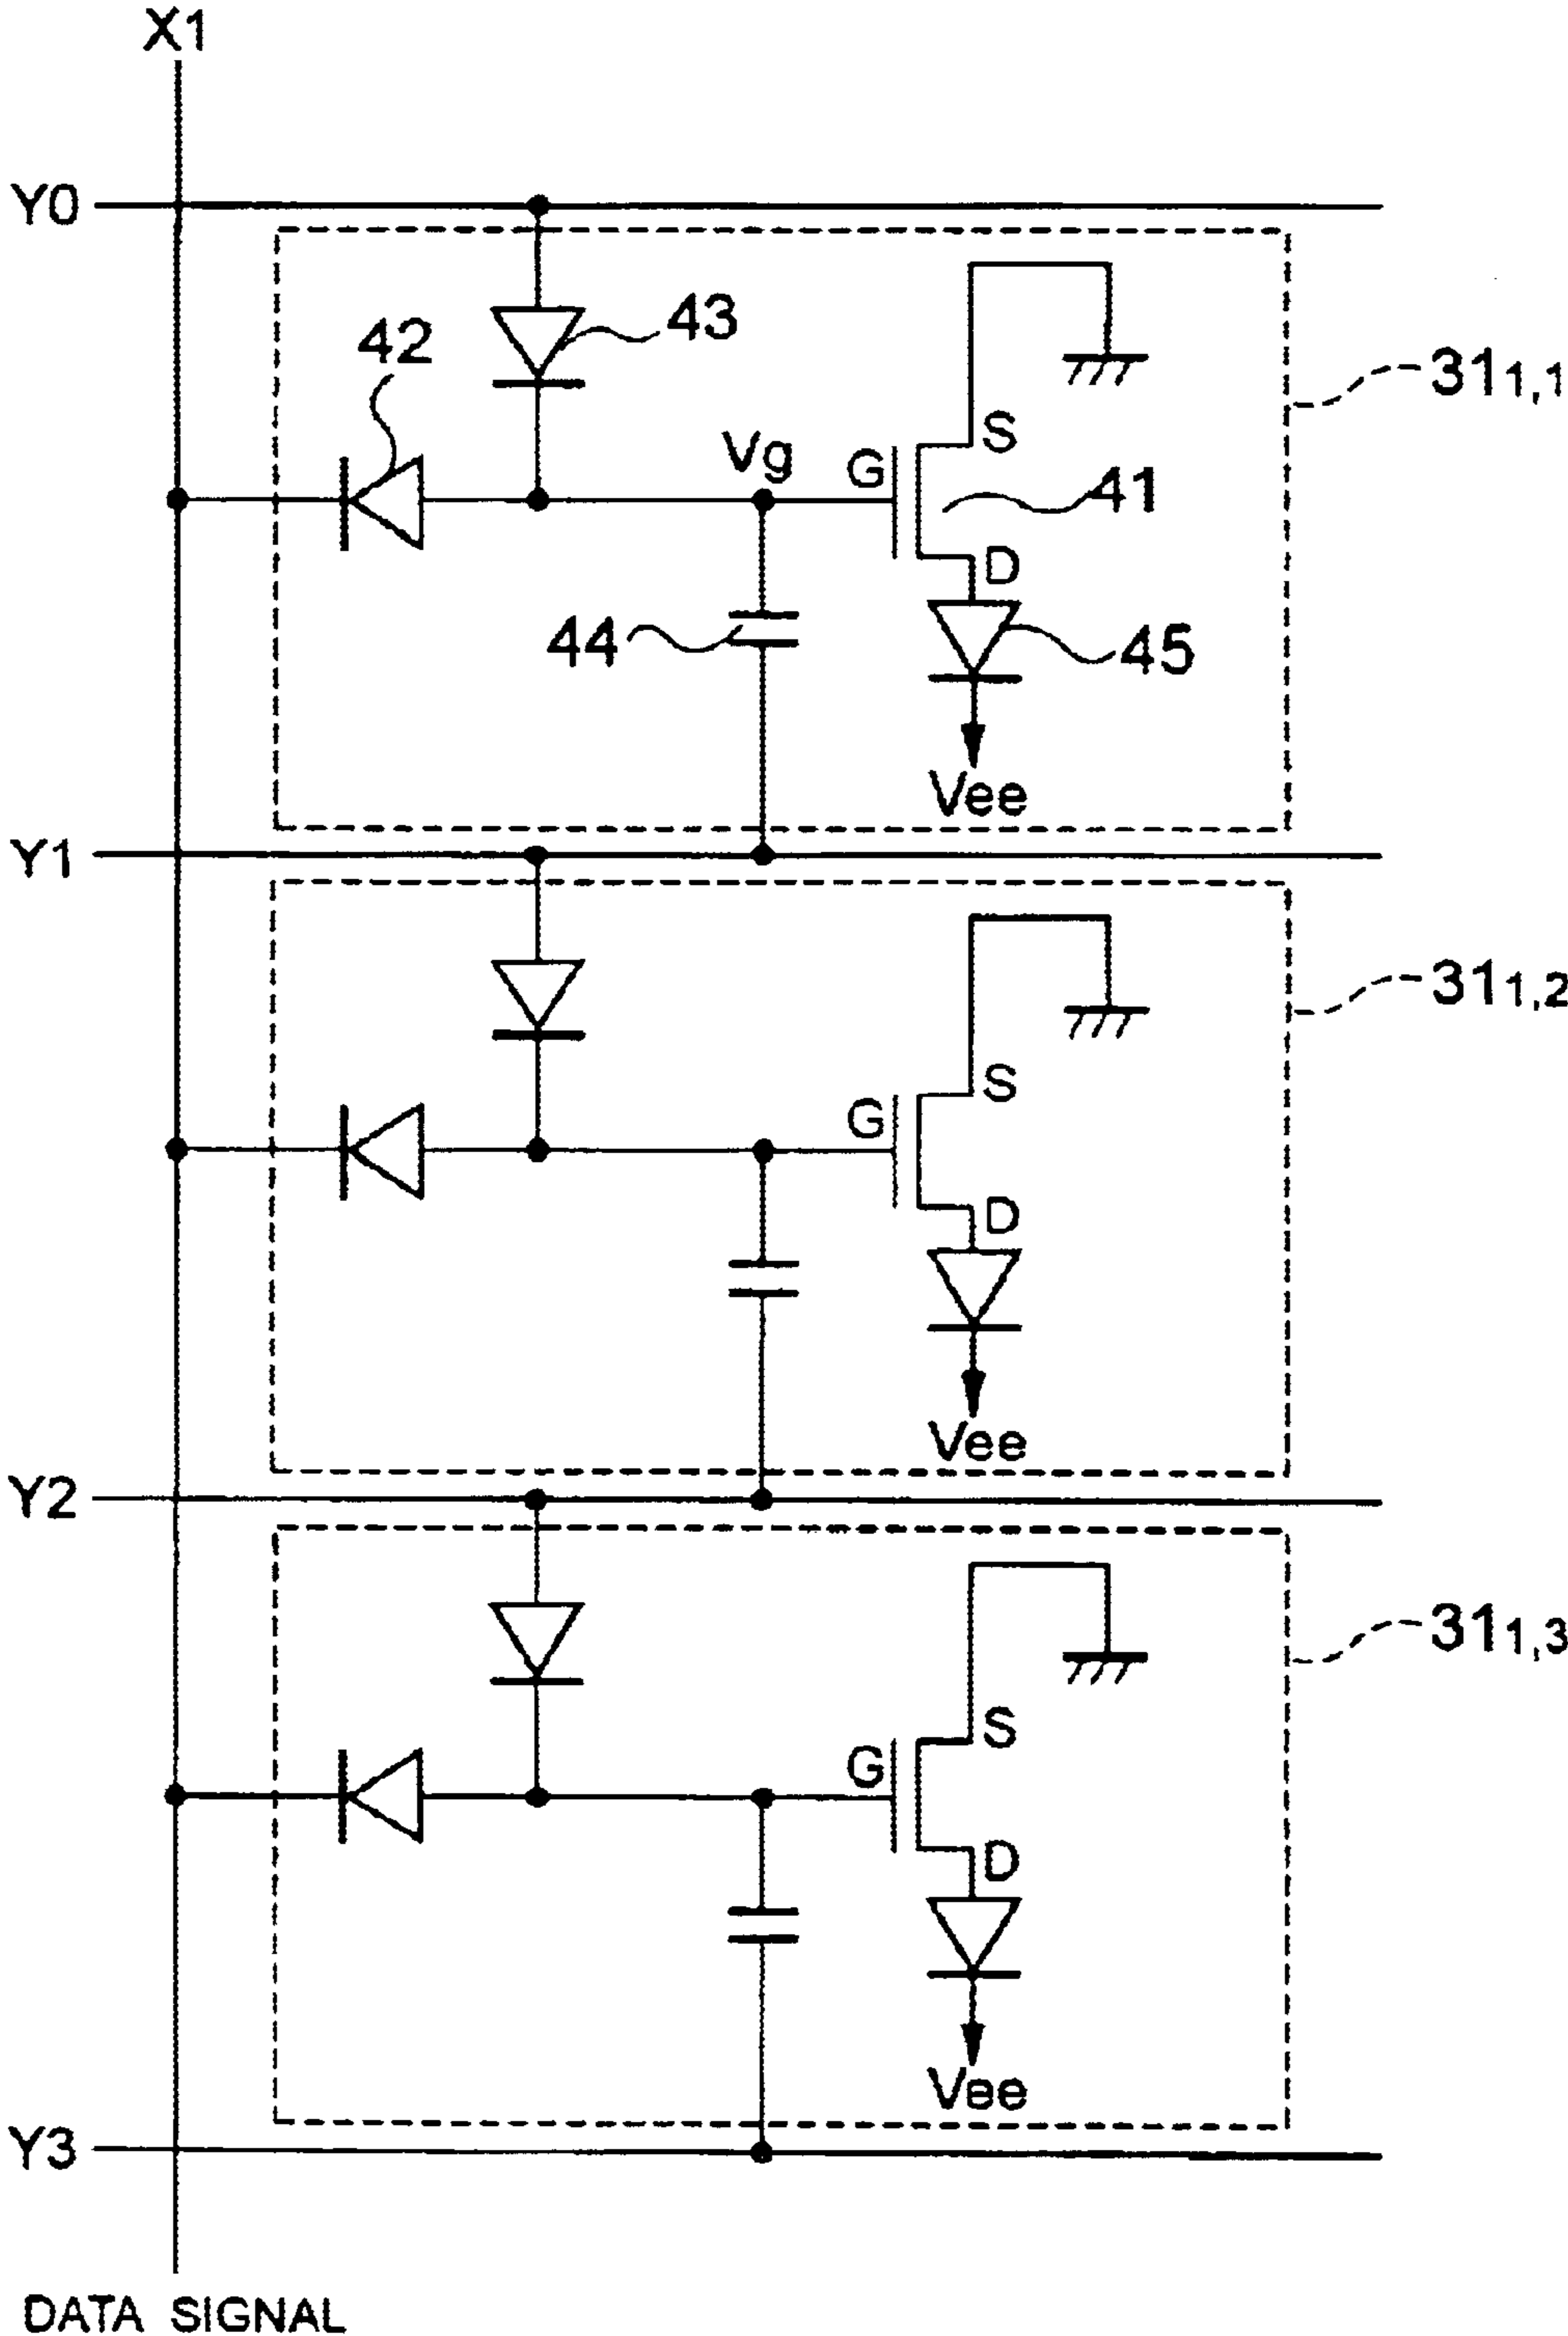 X1
Y0
43
42
31₁,₁
S
Vg
G
41
D
44
45
Vee
Y1
31₁,₂
S
G
D
Vee
Y2
31₁,₃
S
G
D
Vee
Y3
DATA SIGNAL